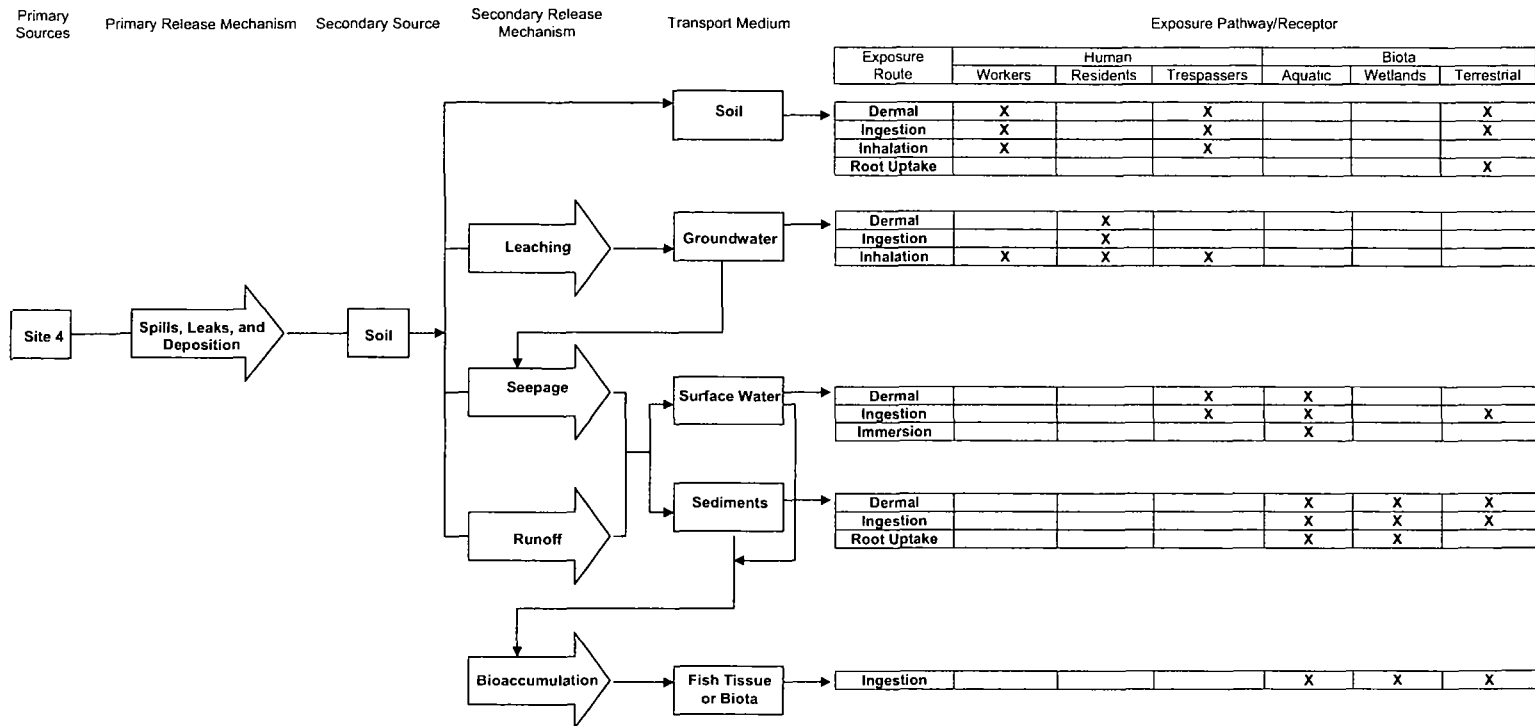 Primary Sources
Primary Release Mechanism
Secondary Source
Secondary Release Mechanism
Transport Medium
Exposure Pathway/Receptor
Exposure Route
Human
Biota
Workers
Residents
Trespassers
Aquatic
Wetlands
Terrestrial
Soil
Dermal X X X
Ingestion X X X
Inhalation X X
Root Uptake X
Leaching
Groundwater
Dermal X
Ingestion X
Inhalation X X X
Site 4
Spills, Leaks, and
Deposition
Soil
Seepage
Surface Water
Dermal X X
Ingestion X X X
Immersion X
Runoff
Sediments
Dermal X X X
Ingestion X X X
Root Uptake X X
Bioaccumulation
Fish Tissue
or Biota
Ingestion X X X